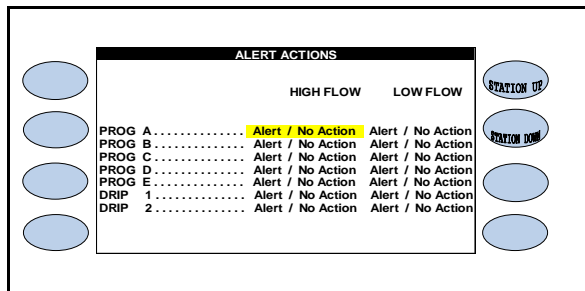 ALERT ACTIONS
HIGH FLOW LOW FLOW
STATION UP
PROG A.............. Alert / No Action Alert / No Action
STATION DOWN
PROG B.............. Alert / No Action Alert / No Action
PROG C.............. Alert / No Action Alert / No Action
PROG D.............. Alert / No Action Alert / No Action
PROG E.............. Alert / No Action Alert / No Action
DRIP 1.............. Alert / No Action Alert / No Action
DRIP 2.............. Alert / No Action Alert / No Action